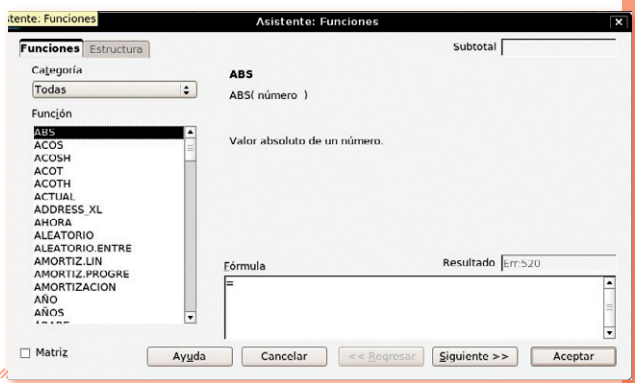 stente: Funciones
Asistente: Funciones
Funciones Estructura
Subtotal
Categoría
Todas
Función
ABS
ACOS
ACOSH
ACOT
ACOTH
ACTUAL
ADDRESS_XL
AHORA
ALEATORIO
ALEATORIO.ENTRE
AMORTIZ.LIN
AMORTIZ.PROGRE
AMORTIZACION
AÑO
AÑOS
ABS
ABS( número )
Valor absoluto de un número.
Fórmula
Resultado Err:520
=
Matriz
Ayuda Cancelar << Regresar Siguiente >> Aceptar